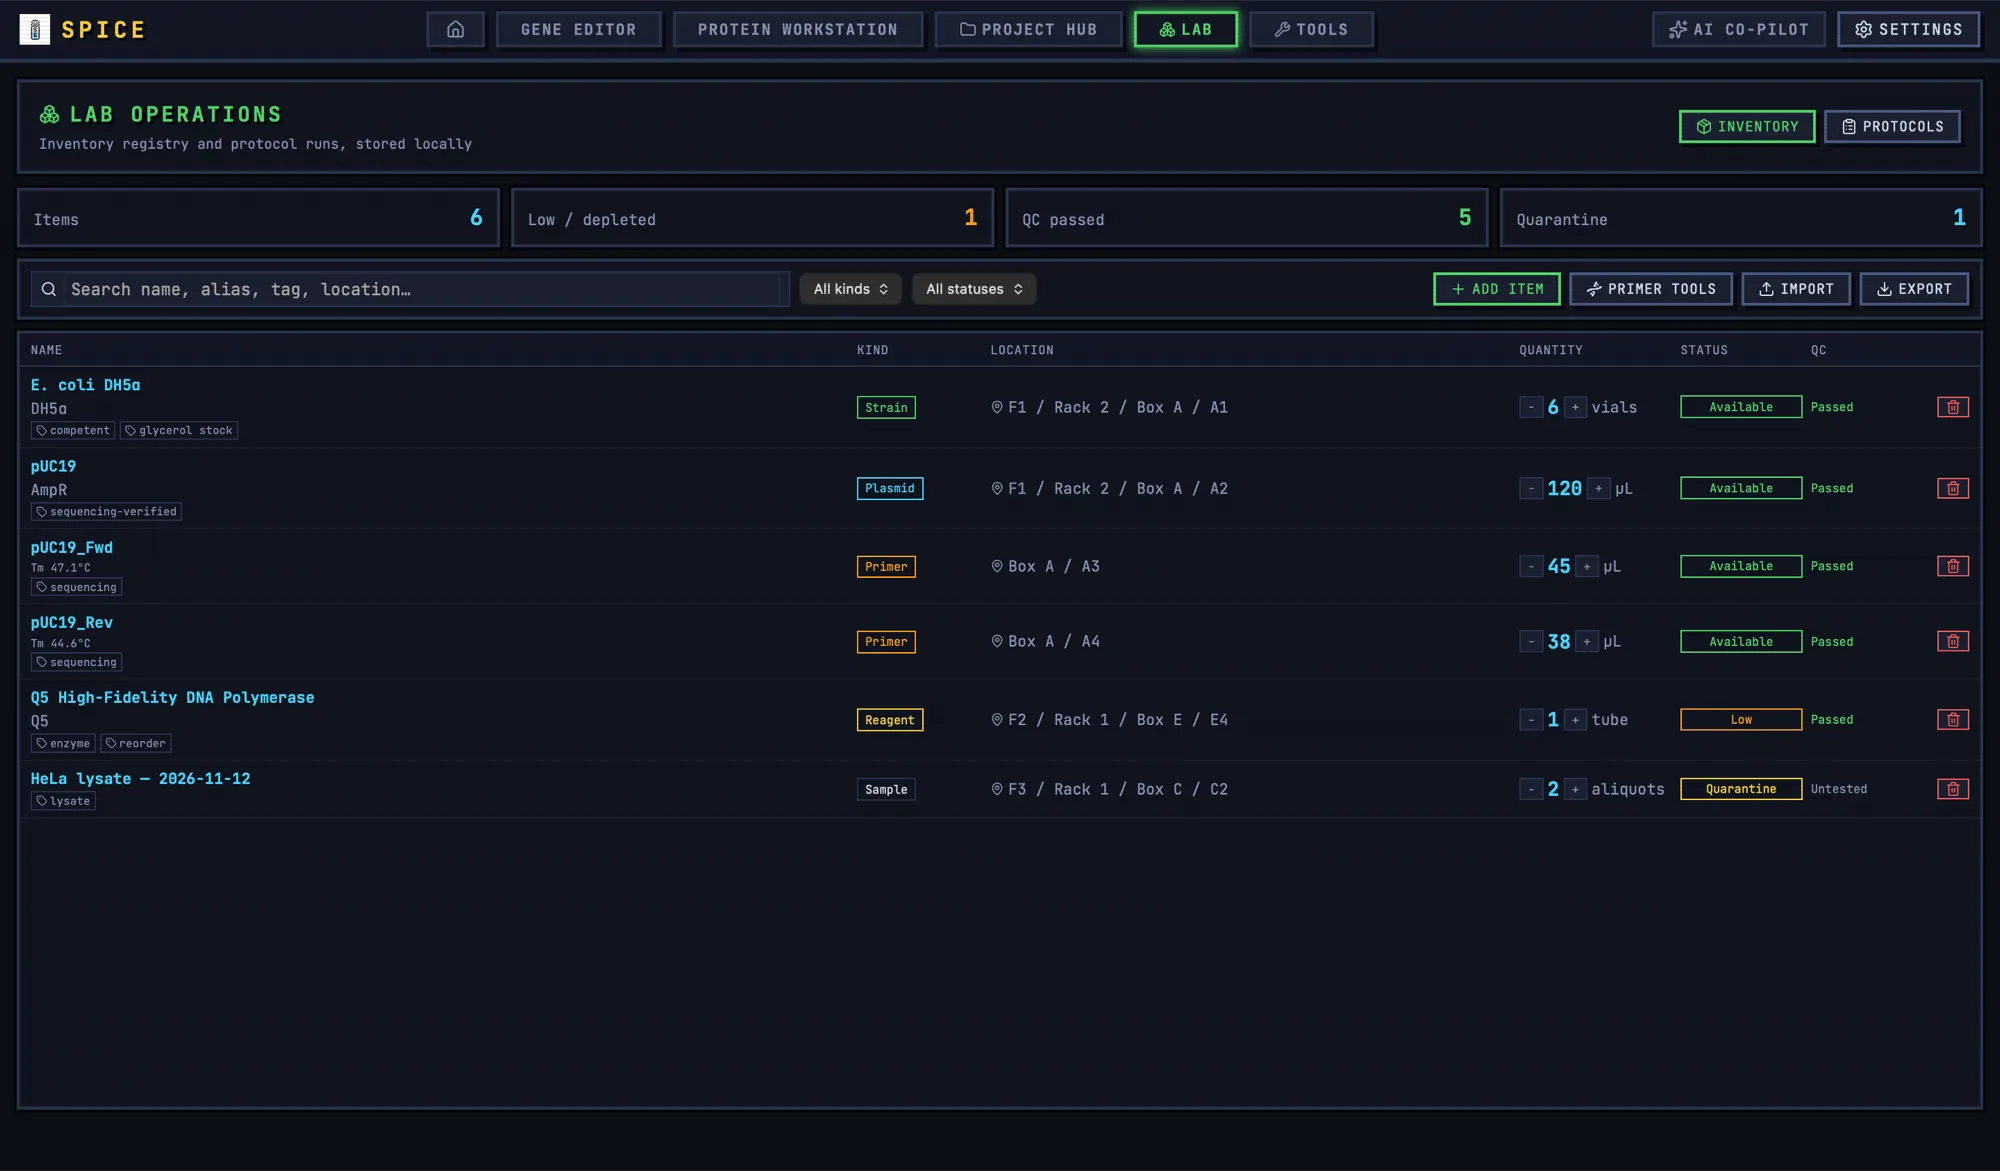 SPICE
GENE EDITOR
PROTEIN WORKSTATION
PROJECT HUB
LAB
TOOLS
AI CO-PILOT
SETTINGS
LAB OPERATIONS
Inventory registry and protocol runs, stored locally
INVENTORY
PROTOCOLS
Items 6
Low / depleted 1
QC passed 5
Quarantine 1
Search name, alias, tag, location…
All kinds
All statuses
+ ADD ITEM
PRIMER TOOLS
IMPORT
EXPORT
NAME KIND LOCATION QUANTITY STATUS QC
E. coli DH5α
DH5α
competent glycerol stock
Strain
F1 / Rack 2 / Box A / A1
- 6 + vials
Available
Passed
pUC19
AmpR
sequencing-verified
Plasmid
F1 / Rack 2 / Box A / A2
- 120 + µL
Available
Passed
pUC19_Fwd
Tm 47.1°C
sequencing
Primer
Box A / A3
- 45 + µL
Available
Passed
pUC19_Rev
Tm 44.6°C
sequencing
Primer
Box A / A4
- 38 + µL
Available
Passed
Q5 High-Fidelity DNA Polymerase
Q5
enzyme reorder
Reagent
F2 / Rack 1 / Box E / E4
- 1 + tube
Low
Passed
HeLa lysate — 2026-11-12
lysate
Sample
F3 / Rack 1 / Box C / C2
- 2 + aliquots
Quarantine
Untested